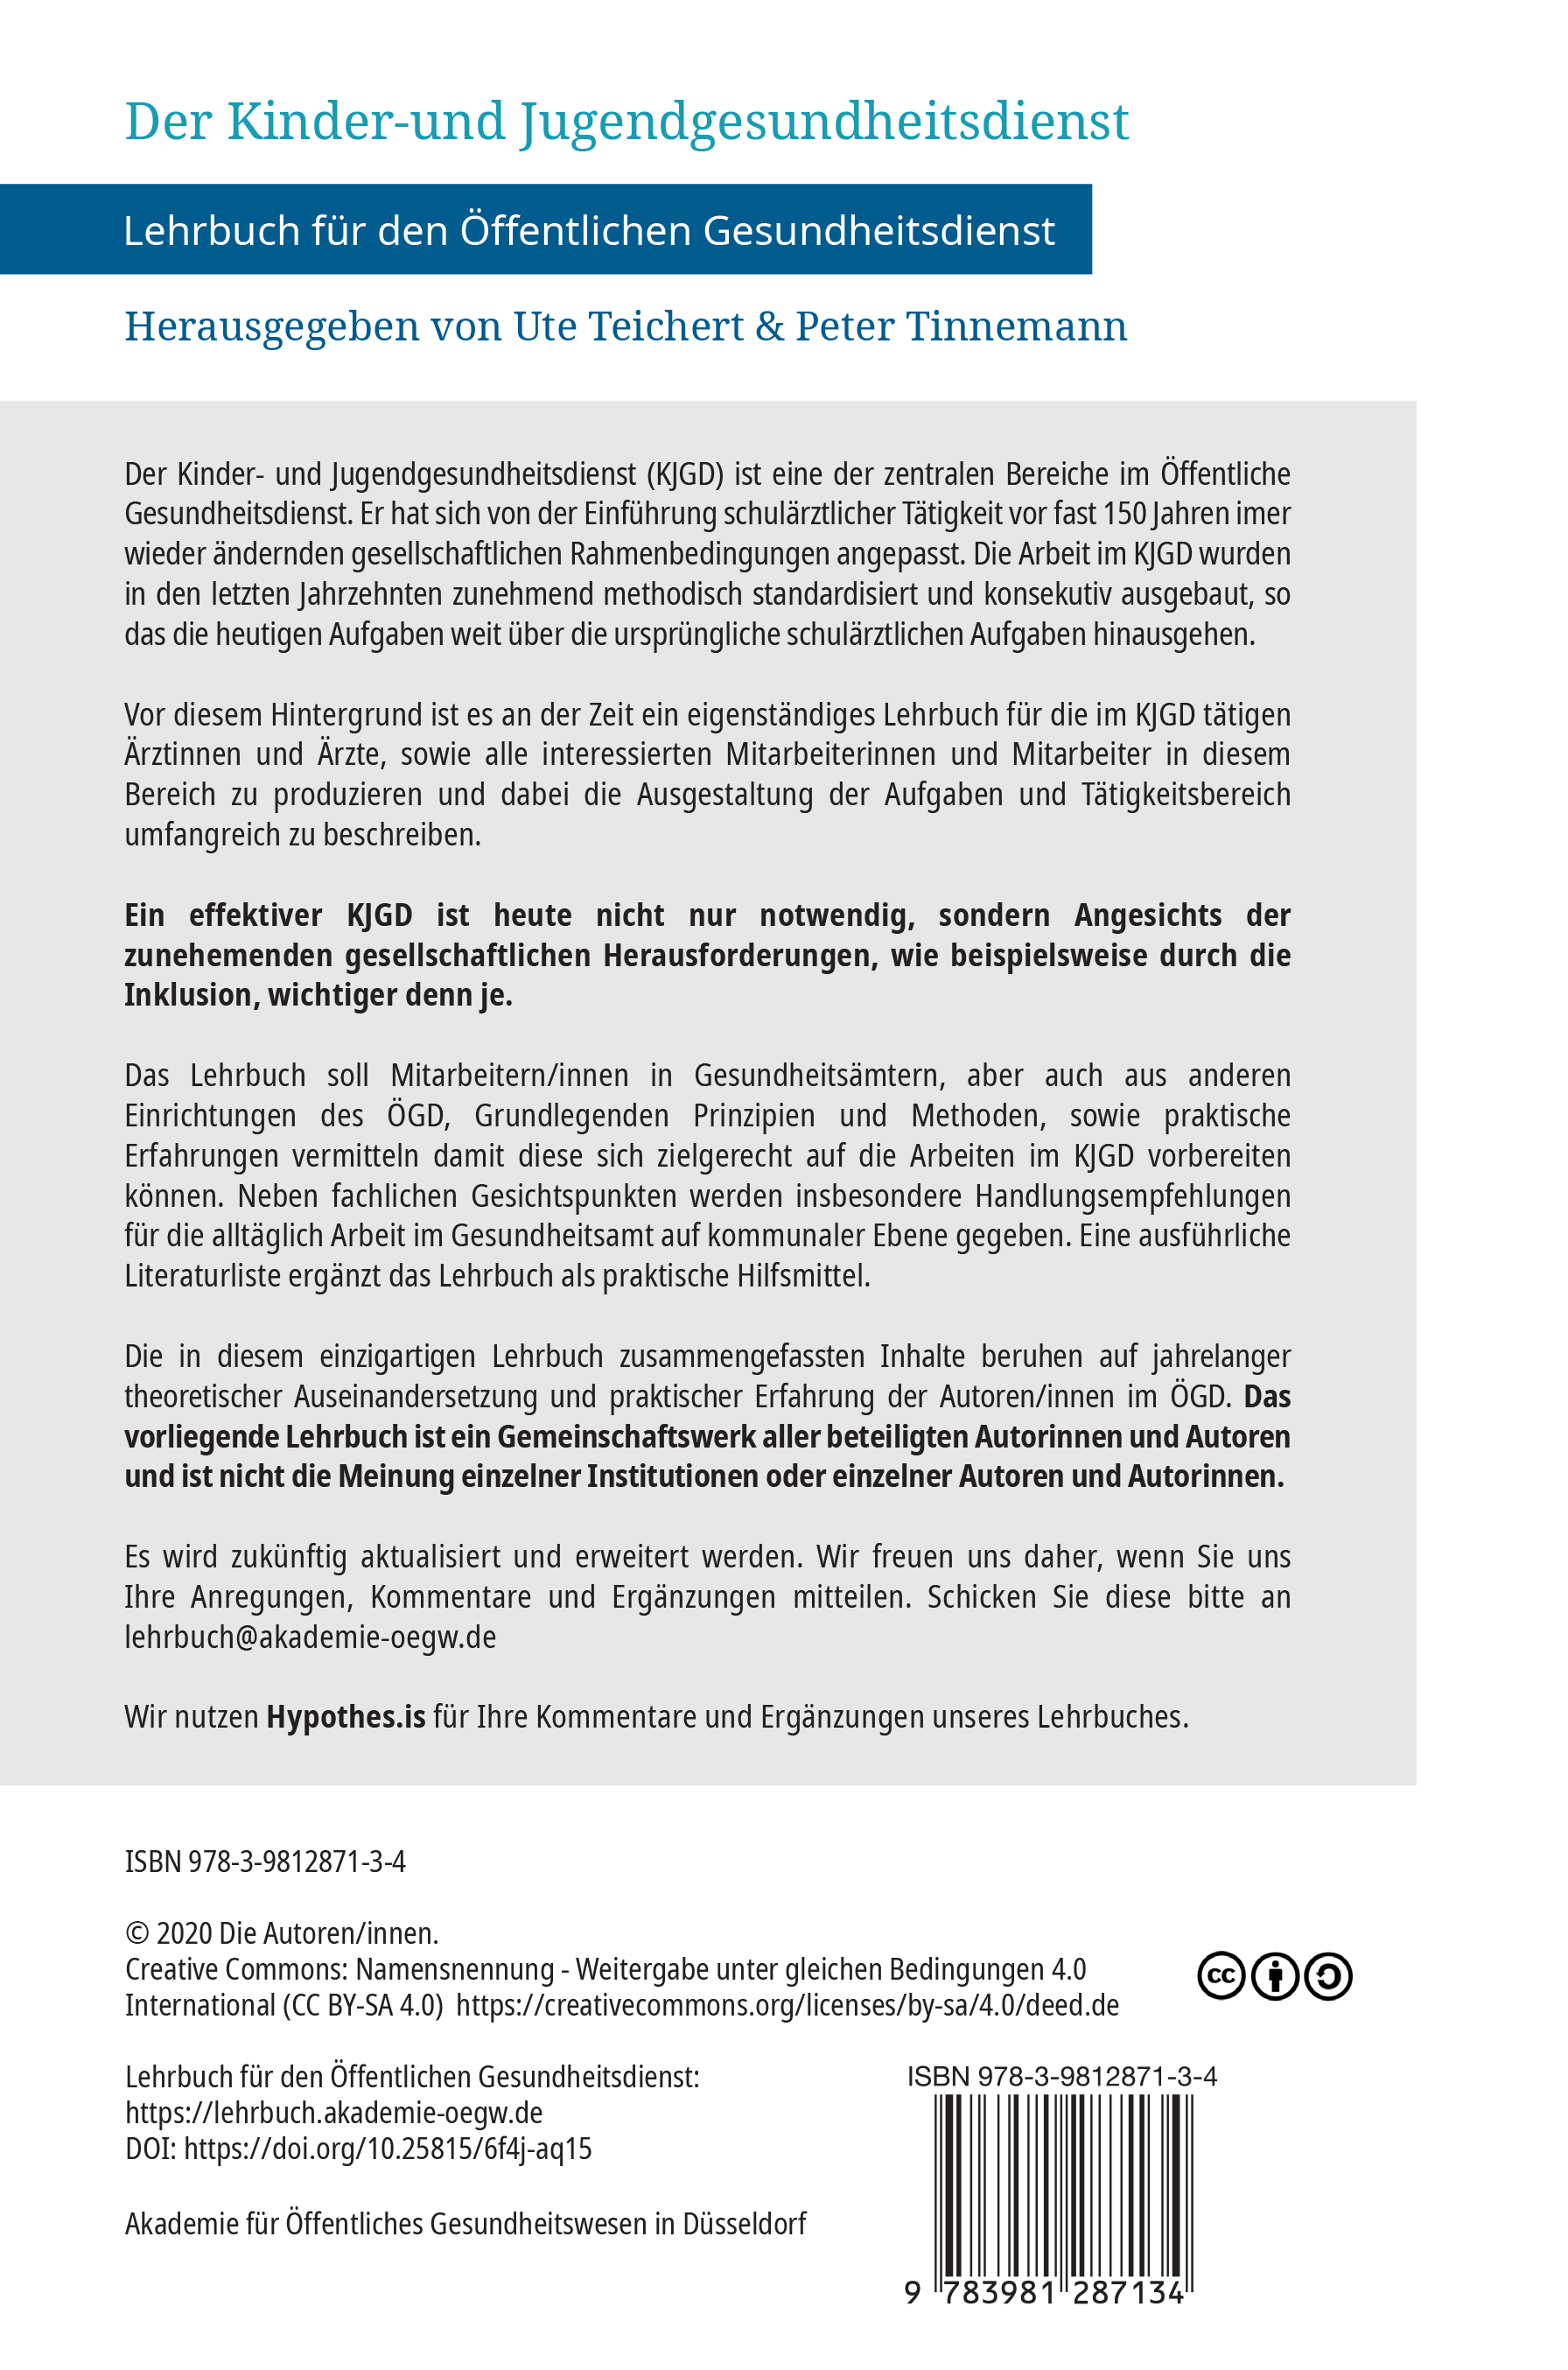 Der Kinder-und Jugendgesundheitsdienst
Lehrbuch für den Öffentlichen Gesundheitsdienst
Herausgegeben von Ute Teichert & Peter Tinnemann
Der Kinder- und Jugendgesundheitsdienst (KJGD) ist eine der zentralen Bereiche im Öffentliche
Gesundheitsdienst. Er hat sich von der Einführung schulärztlicher Tätigkeit vor fast 150 Jahren imer
wieder ändernden gesellschaftlichen Rahmenbedingungen angepasst. Die Arbeit im KJGD wurden
in den letzten Jahrzehnten zunehmend methodisch standardisiert und konsekutiv ausgebaut, so
das die heutigen Aufgaben weit über die ursprüngliche schulärztlichen Aufgaben hinausgehen.
Vor diesem Hintergrund ist es an der Zeit ein eigenständiges Lehrbuch für die im KJGD tätigen
Ärztinnen und Ärzte, sowie alle interessierten Mitarbeiterinnen und Mitarbeiter in diesem
Bereich zu produzieren und dabei die Ausgestaltung der Aufgaben und Tätigkeitsbereich
umfangreich zu beschreiben.
Ein effektiver KJGD ist heute nicht nur notwendig, sondern Angesichts der
zunehemenden gesellschaftlichen Herausforderungen, wie beispielsweise durch die
Inklusion, wichtiger denn je.
Das Lehrbuch soll Mitarbeitern/innen in Gesundheitsämtern, aber auch aus anderen
Einrichtungen des ÖGD, Grundlegenden Prinzipien und Methoden, sowie praktische
Erfahrungen vermitteln damit diese sich zielgerecht auf die Arbeiten im KJGD vorbereiten
können. Neben fachlichen Gesichtspunkten werden insbesondere Handlungsempfehlungen
für die alltäglich Arbeit im Gesundheitsamt auf kommunaler Ebene gegeben. Eine ausführliche
Literaturliste ergänzt das Lehrbuch als praktische Hilfsmittel.
Die in diesem einzigartigen Lehrbuch zusammengefassten Inhalte beruhen auf jahrelanger
theoretischer Auseinandersetzung und praktischer Erfahrung der Autoren/innen im ÖGD. Das
vorliegende Lehrbuch ist ein Gemeinschaftswerk aller beteiligten Autorinnen und Autoren
und ist nicht die Meinung einzelner Institutionen oder einzelner Autoren und Autorinnen.
Es wird zukünftig aktualisiert und erweitert werden. Wir freuen uns daher, wenn Sie uns
Ihre Anregungen, Kommentare und Ergänzungen mitteilen. Schicken Sie diese bitte an
lehrbuch@akademie-oegw.de
Wir nutzen Hypothes.is für Ihre Kommentare und Ergänzungen unseres Lehrbuches.
ISBN 978-3-9812871-3-4
© 2020 Die Autoren/innen.
Creative Commons: Namensnennung - Weitergabe unter gleichen Bedingungen 4.0
International (CC BY-SA 4.0) https://creativecommons.org/licenses/by-sa/4.0/deed.de
cc
Lehrbuch für den Öffentlichen Gesundheitsdienst:
https://lehrbuch.akademie-oegw.de
DOI: https://doi.org/10.25815/6f4j-aq15
Akademie für Öffentliches Gesundheitswesen in Düsseldorf
ISBN 978-3-9812871-3-4
9 783981 287134